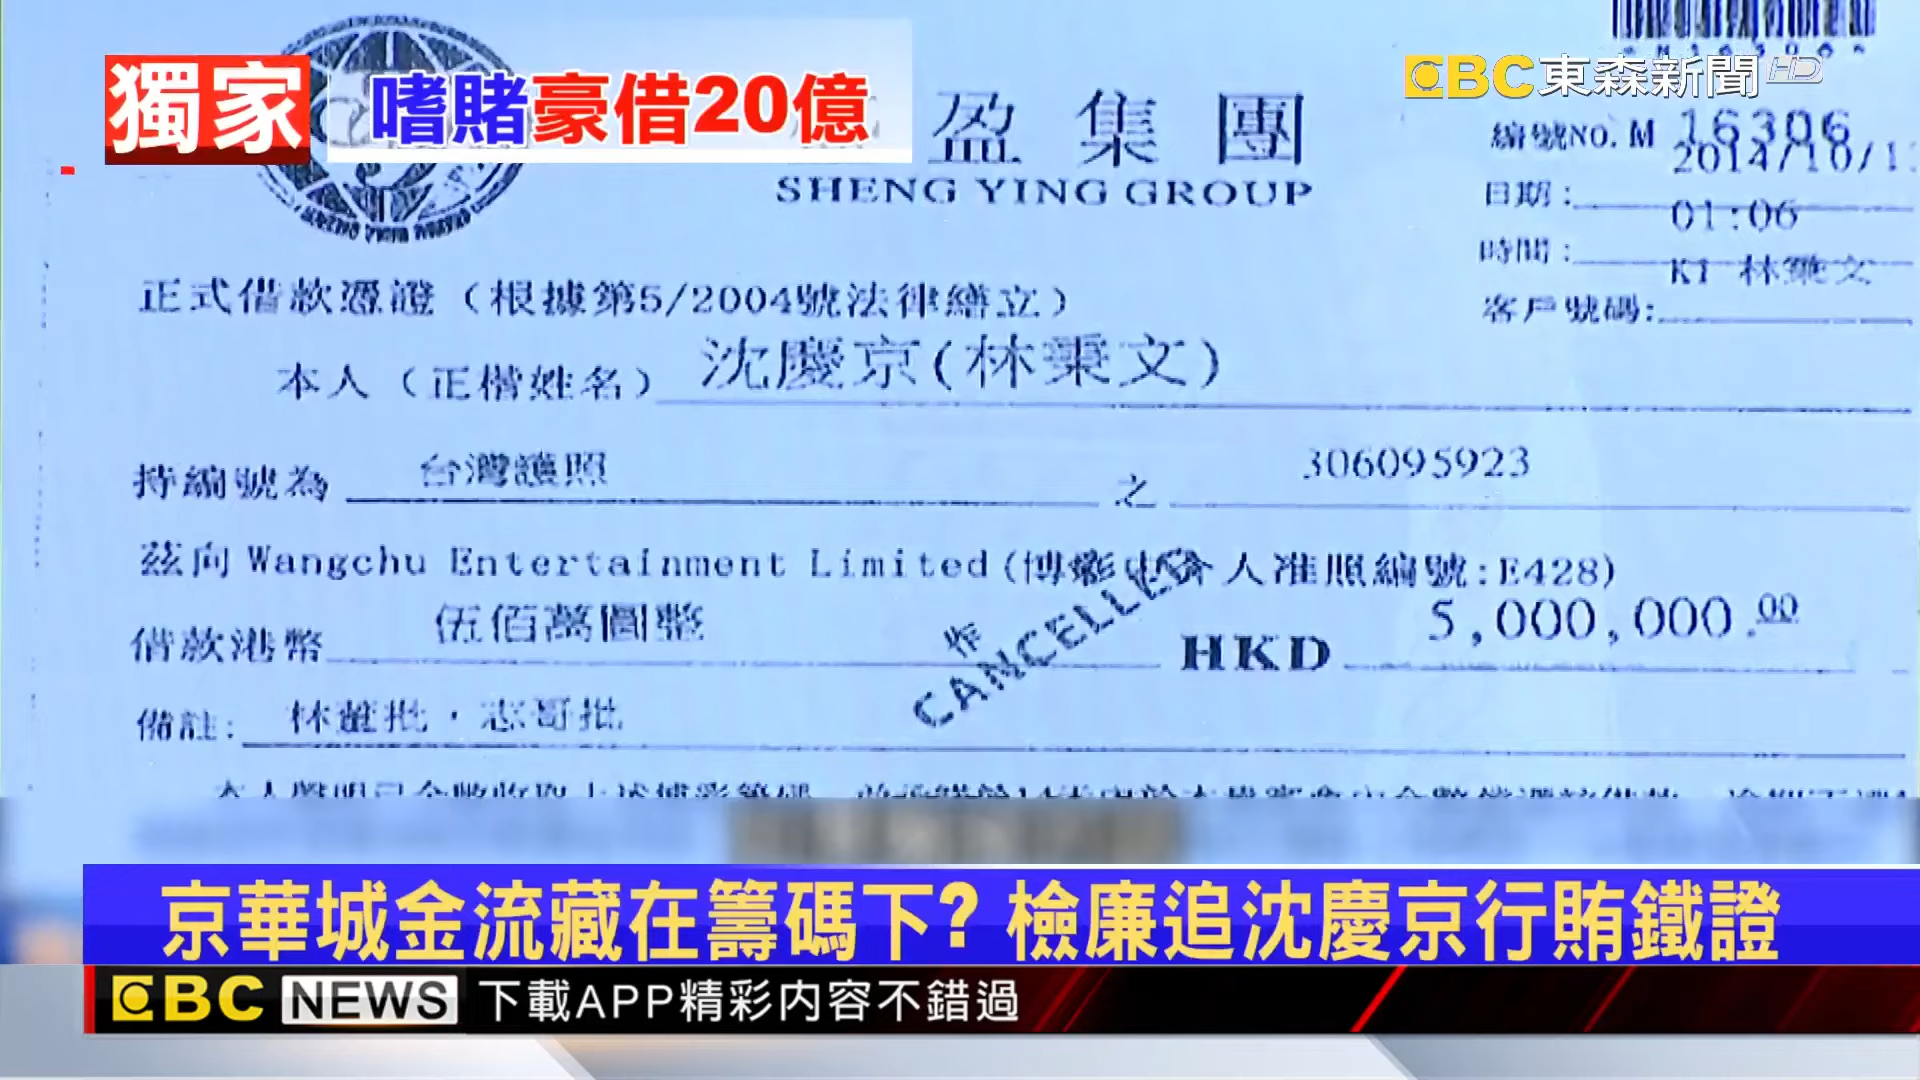 獨家
嗜賭豪借20億
EBC東森新聞HD
盈集團
SHENG YING GROUP
編號NO. M 16306
日期: 2014/10/1
時間: 01:06
客戶號碼: K1 林秉文
正式借款憑證（根據第5/2004號法律繕立）
本人（正楷姓名） 沈慶京(林秉文)
持編號為 台灣護照 之 306095923
茲向 Wangchu Entertainment Limited (博彩中介人准照編號:E428)
借款港幣 伍佰萬圓整 HKD 5,000,000.00
作
CANCELLED
備註: 林董批．志哥批
京華城金流藏在籌碼下? 檢廉追沈慶京行賄鐵證
EBC NEWS 下載APP精彩內容不錯過